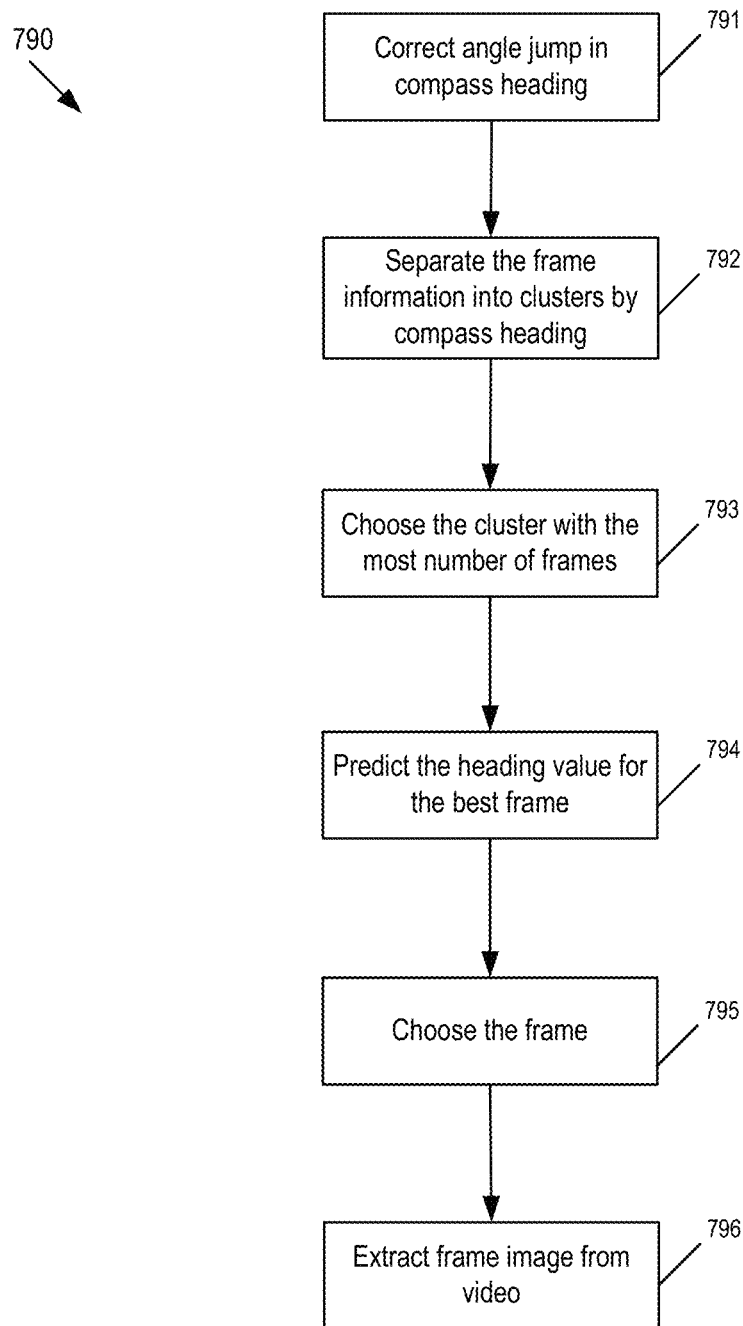 790
Correct angle jump in
compass heading
791
Separate the frame
information into clusters by
compass heading
792
Choose the cluster with the
most number of frames
793
Predict the heading value for
the best frame
794
Choose the frame
795
Extract frame image from
video
796